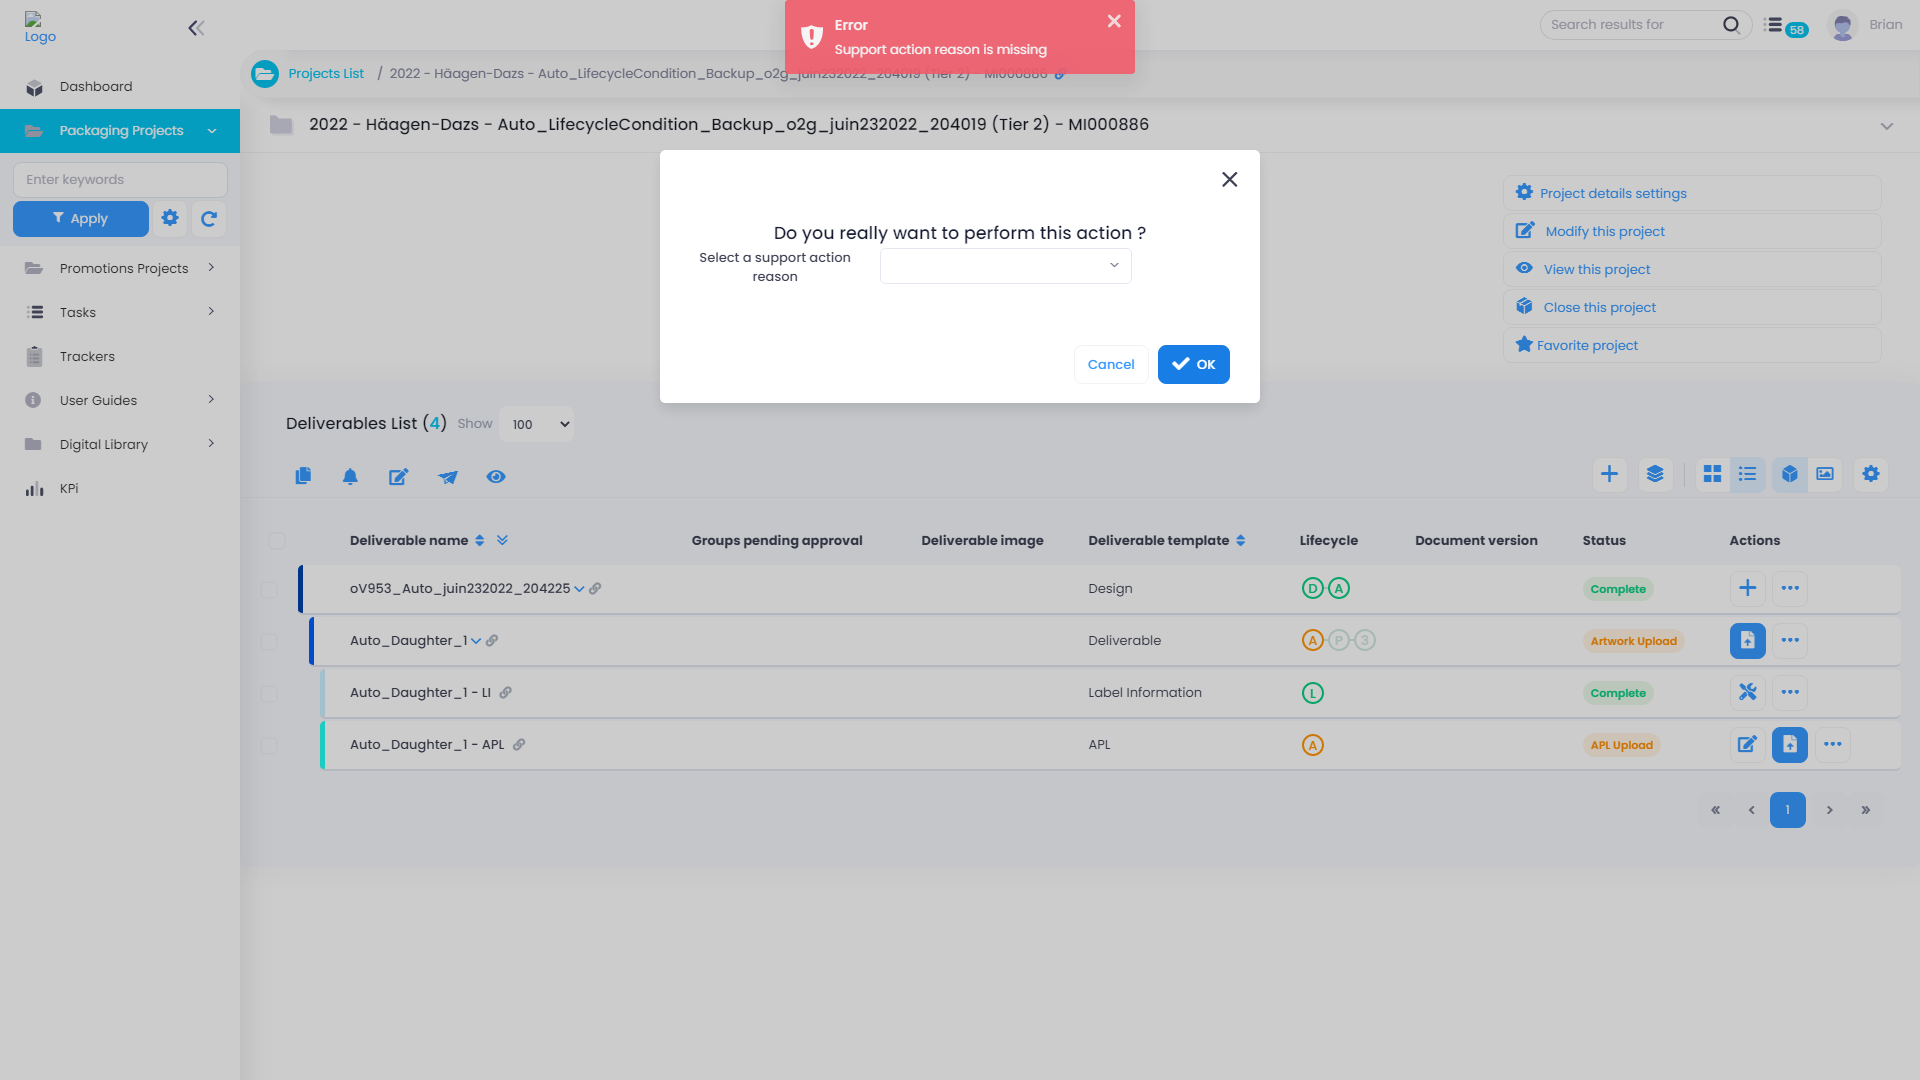 Logo
Error
Support action reason is missing
Search results for
58
Brian
Projects List / 2022 - Häagen-Dazs - Auto_LifecycleCondition_Backup_o2g_juin232022_204019 (Tier 2) - MI000886
Dashboard
Packaging Projects
Enter keywords
Apply
Promotions Projects
Tasks
Trackers
User Guides
Digital Library
KPi
2022 - Häagen-Dazs - Auto_LifecycleCondition_Backup_o2g_juin232022_204019 (Tier 2) - MI000886
Do you really want to perform this action ?
Select a support action
reason
Cancel
OK
Project details settings
Modify this project
View this project
Close this project
Favorite project
Deliverables List (4) Show 100
Deliverable name Groups pending approval Deliverable image Deliverable template Lifecycle Document version Status Actions
oV953_Auto_juin232022_204225 Design D A Complete
Auto_Daughter_1 Deliverable A P 3 Artwork Upload
Auto_Daughter_1 - LI Label Information L Complete
Auto_Daughter_1 - APL APL A APL Upload
« ‹ 1 › »